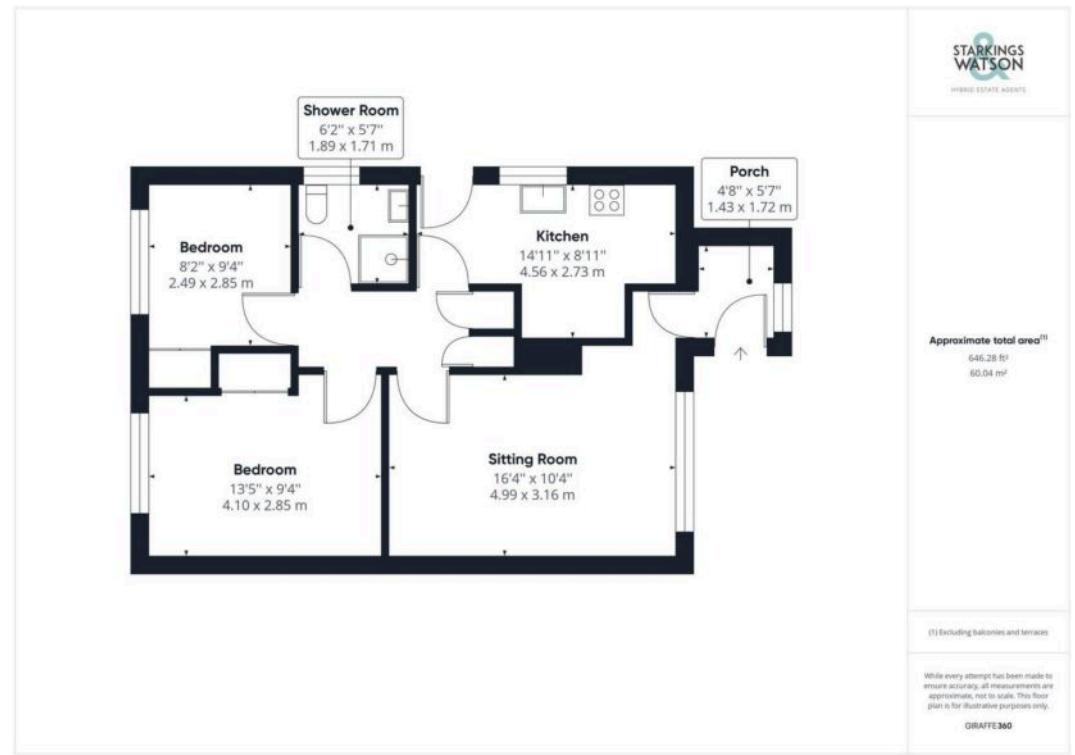 Shower Room
6'2" x 5'7"
1.89 x 1.71 m
Porch
4'8" x 5'7"
1.43 x 1.72 m
Bedroom
8'2" x 9'4"
2.49 x 2.85 m
Kitchen
14'11" x 8'11"
4.56 x 2.73 m
Bedroom
13'5" x 9'4"
4.10 x 2.85 m
Sitting Room
16'4" x 10'4"
4.99 x 3.16 m
&
STARKINGS
WATSON
HYBRID ESTATE AGENTS
Approximate total area(1)
646.28 ft²
60.04 m²
(1) Excluding balconies and terraces
While every attempt has been made to
ensure accuracy, all measurements are
approximate, not to scale. This floor
plan is for illustrative purposes only.
GIRAFFE360